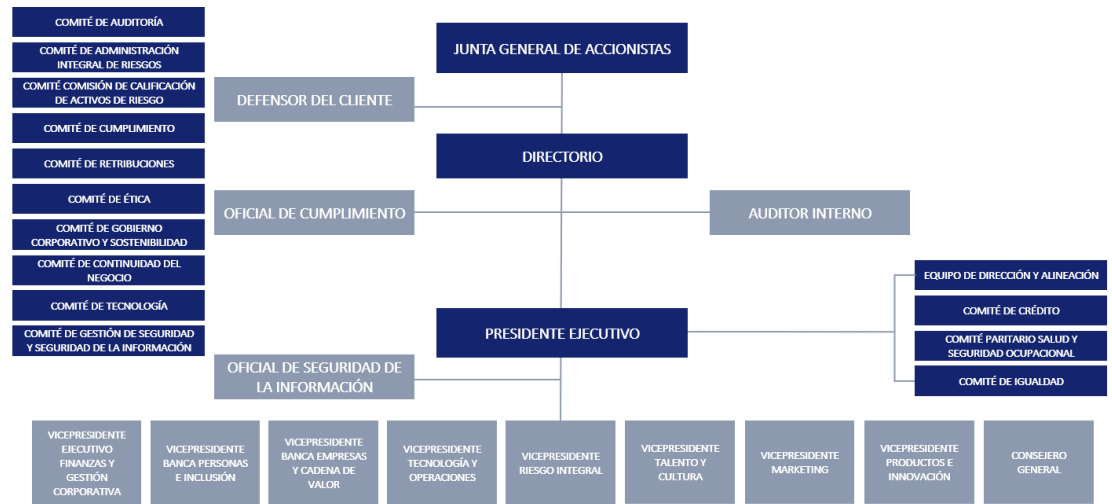 COMITÉ DE AUDITORÍA
COMITÉ DE ADMINISTRACIÓN
INTEGRAL DE RIESGOS
COMITÉ COMISIÓN DE CALIFICACIÓN
DE ACTIVOS DE RIESGO
COMITÉ DE CUMPLIMIENTO
COMITÉ DE RETRIBUCIONES
COMITÉ DE ÉTICA
COMITÉ DE GOBIERNO
CORPORATIVO Y SOSTENIBILIDAD
COMITÉ DE CONTINUIDAD DEL
NEGOCIO
COMITÉ DE TECNOLOGÍA
COMITÉ DE GESTIÓN DE SEGURIDAD
Y SEGURIDAD DE LA INFORMACIÓN
JUNTA GENERAL DE ACCIONISTAS
DEFENSOR DEL CLIENTE
DIRECTORIO
OFICIAL DE CUMPLIMIENTO
AUDITOR INTERNO
PRESIDENTE EJECUTIVO
EQUIPO DE DIRECCIÓN Y ALINEACIÓN
COMITÉ DE CRÉDITO
COMITÉ PARITARIO SALUD Y
SEGURIDAD OCUPACIONAL
COMITÉ DE IGUALDAD
OFICIAL DE SEGURIDAD DE
LA INFORMACIÓN
VICEPRESIDENTE
EJECUTIVO
FINANZAS Y
GESTIÓN
CORPORATIVA
VICEPRESIDENTE
BANCA PERSONAS
E INCLUSIÓN
VICEPRESIDENTE
BANCA EMPRESAS
Y CADENA DE
VALOR
VICEPRESIDENTE
TECNOLOGÍA Y
OPERACIONES
VICEPRESIDENTE
RIESGO INTEGRAL
VICEPRESIDENTE
TALENTO Y
CULTURA
VICEPRESIDENTE
MARKETING
VICEPRESIDENTE
PRODUCTOS E
INNOVACIÓN
CONSEJERO
GENERAL